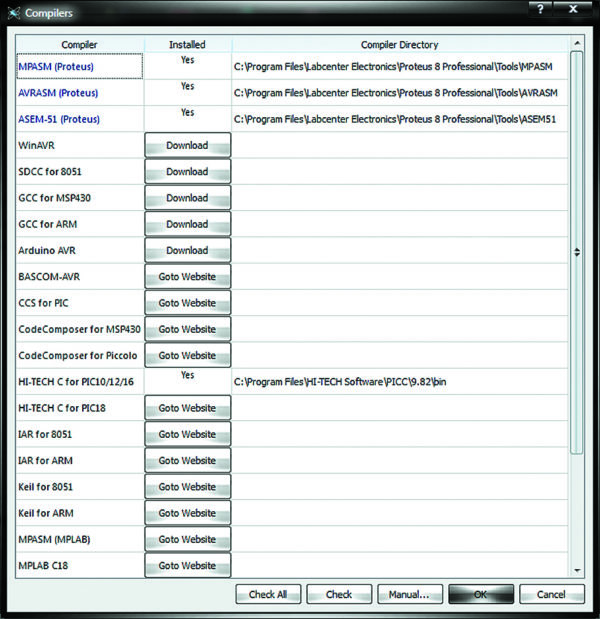 Compilers
? X
Compiler Installed Compiler Directory
MPASM (Proteus) Yes C:\Program Files\Labcenter Electronics\Proteus 8 Professional\Tools\MPASM
AVRASM (Proteus) Yes C:\Program Files\Labcenter Electronics\Proteus 8 Professional\Tools\AVRASM
ASEM-51 (Proteus) Yes C:\Program Files\Labcenter Electronics\Proteus 8 Professional\Tools\ASEM51
WinAVR Download
SDCC for 8051 Download
GCC for MSP430 Download
GCC for ARM Download
Arduino AVR Download
BASCOM-AVR Goto Website
CCS for PIC Goto Website
CodeComposer for MSP430 Goto Website
CodeComposer for Piccolo Goto Website
HI-TECH C for PIC10/12/16 Yes C:\Program Files\HI-TECH Software\PICC\9.82\bin
HI-TECH C for PIC18 Goto Website
IAR for 8051 Goto Website
IAR for ARM Goto Website
Keil for 8051 Goto Website
Keil for ARM Goto Website
MPASM (MPLAB) Goto Website
MPLAB C18 Goto Website
Check All Check Manual... OK Cancel